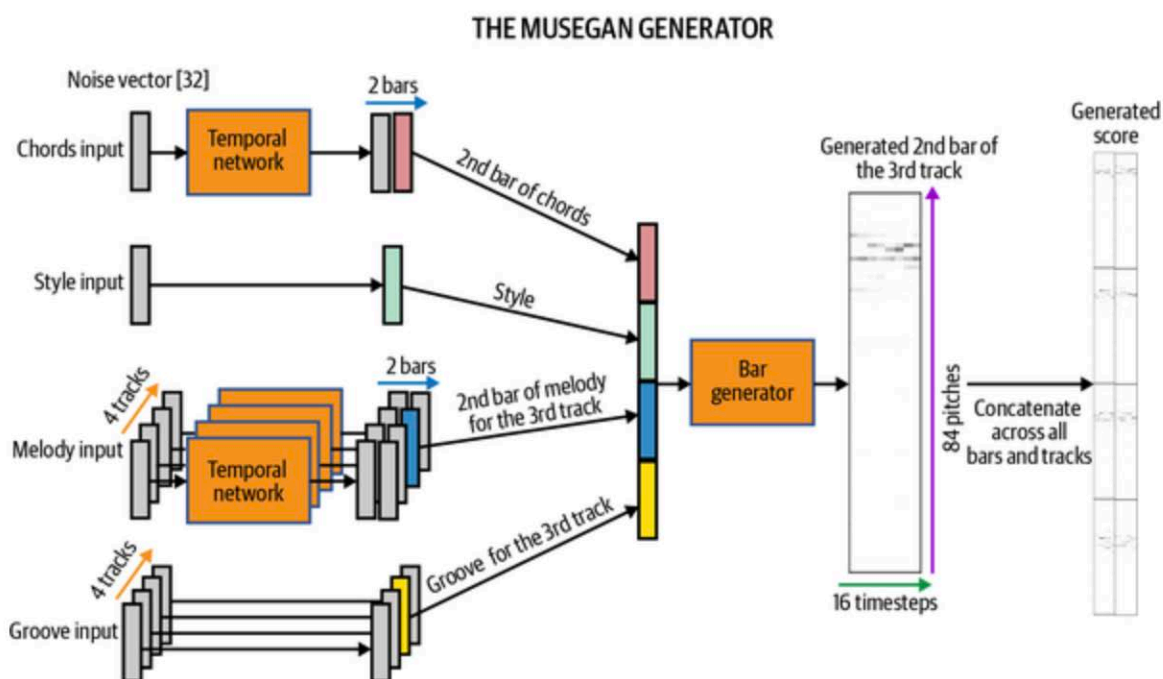 THE MUSEGAN GENERATOR
Noise vector [32]
2 bars
Chords input
Temporal
network
2nd bar of chords
Style input
Style
4 tracks
2 bars
Melody input
Temporal
network
2nd bar of melody
for the 3rd track
4 tracks
Groove input
Groove for the 3rd track
Bar
generator
Generated 2nd bar of
the 3rd track
84 pitches
16 timesteps
Concatenate
across all
bars and tracks
Generated
score